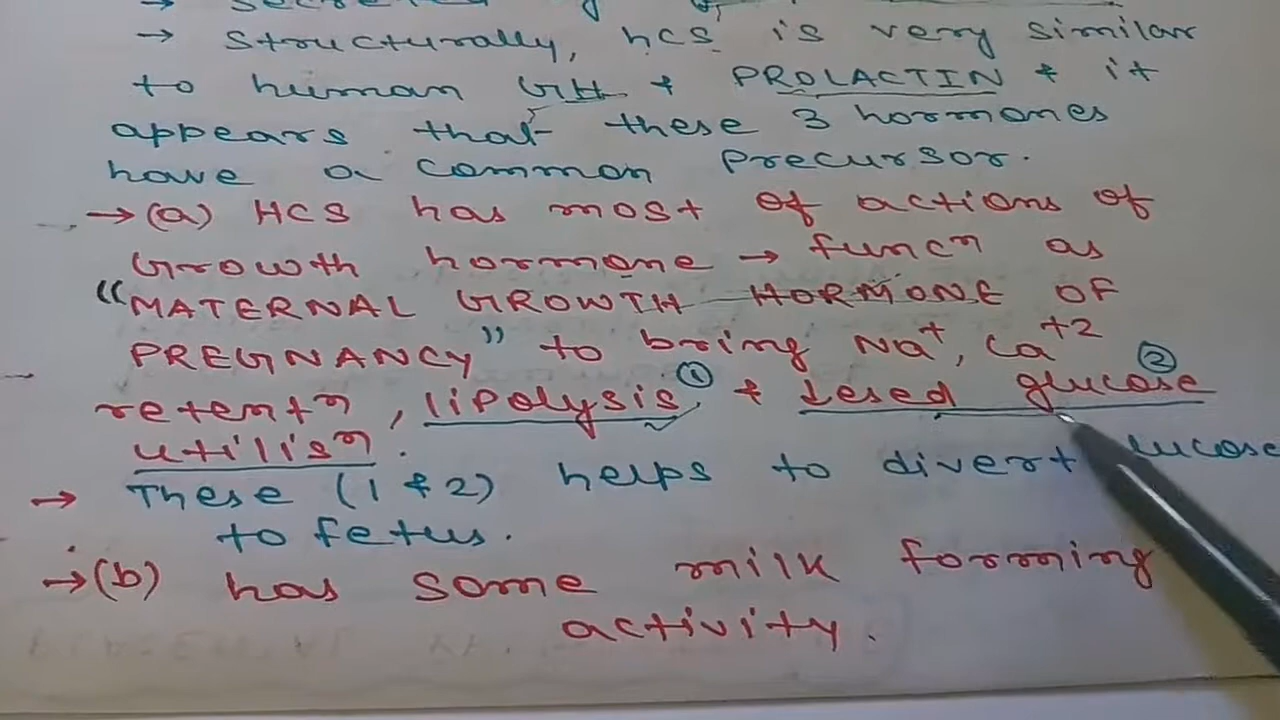 →
→ Structurally, hcs is very similar
to human GH & PROLACTIN & it
appears that these 3 hormones
have a common precursor.
→ (a) HCS has most of actions of
Growth hormone → funcⁿ as
"MATERNAL GROWTH HORMONE OF
PREGNANCY" to bring Na⁺, Ca⁺²
retentⁿ, lipolysis ①, & ↓esed glucose ②
utilisⁿ.
→ These (1 & 2) helps to divert lucose
to fetus.
→ (b) has some milk forming
activity.